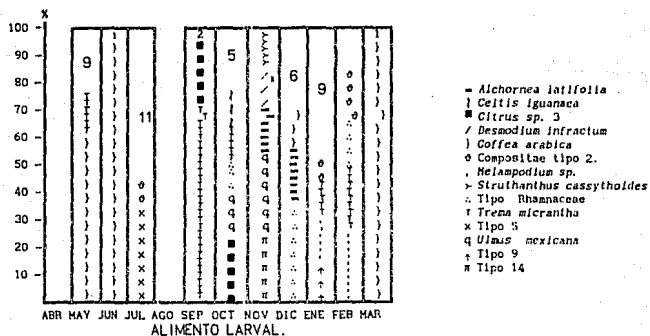 %
100
90
80
70
60
50
40
30
20
10
9
11
2
5
6
9
ABR MAY JUN JUL AGO SEP OCT NOV DIC ENE FEB MAR
ALIMENTO LARVAL.
Alchornea latifolia
Celtis iguanaea
Citrus sp. 3
Desmodium infractum
Coffea arabica
Compositae tipo 2.
Melampodium sp.
Struthanthus cassythoides
Tipo Rhamnaceae
Trema micrantha
Tipo 5
Ulmus mexicana
Tipo 9
Tipo 14